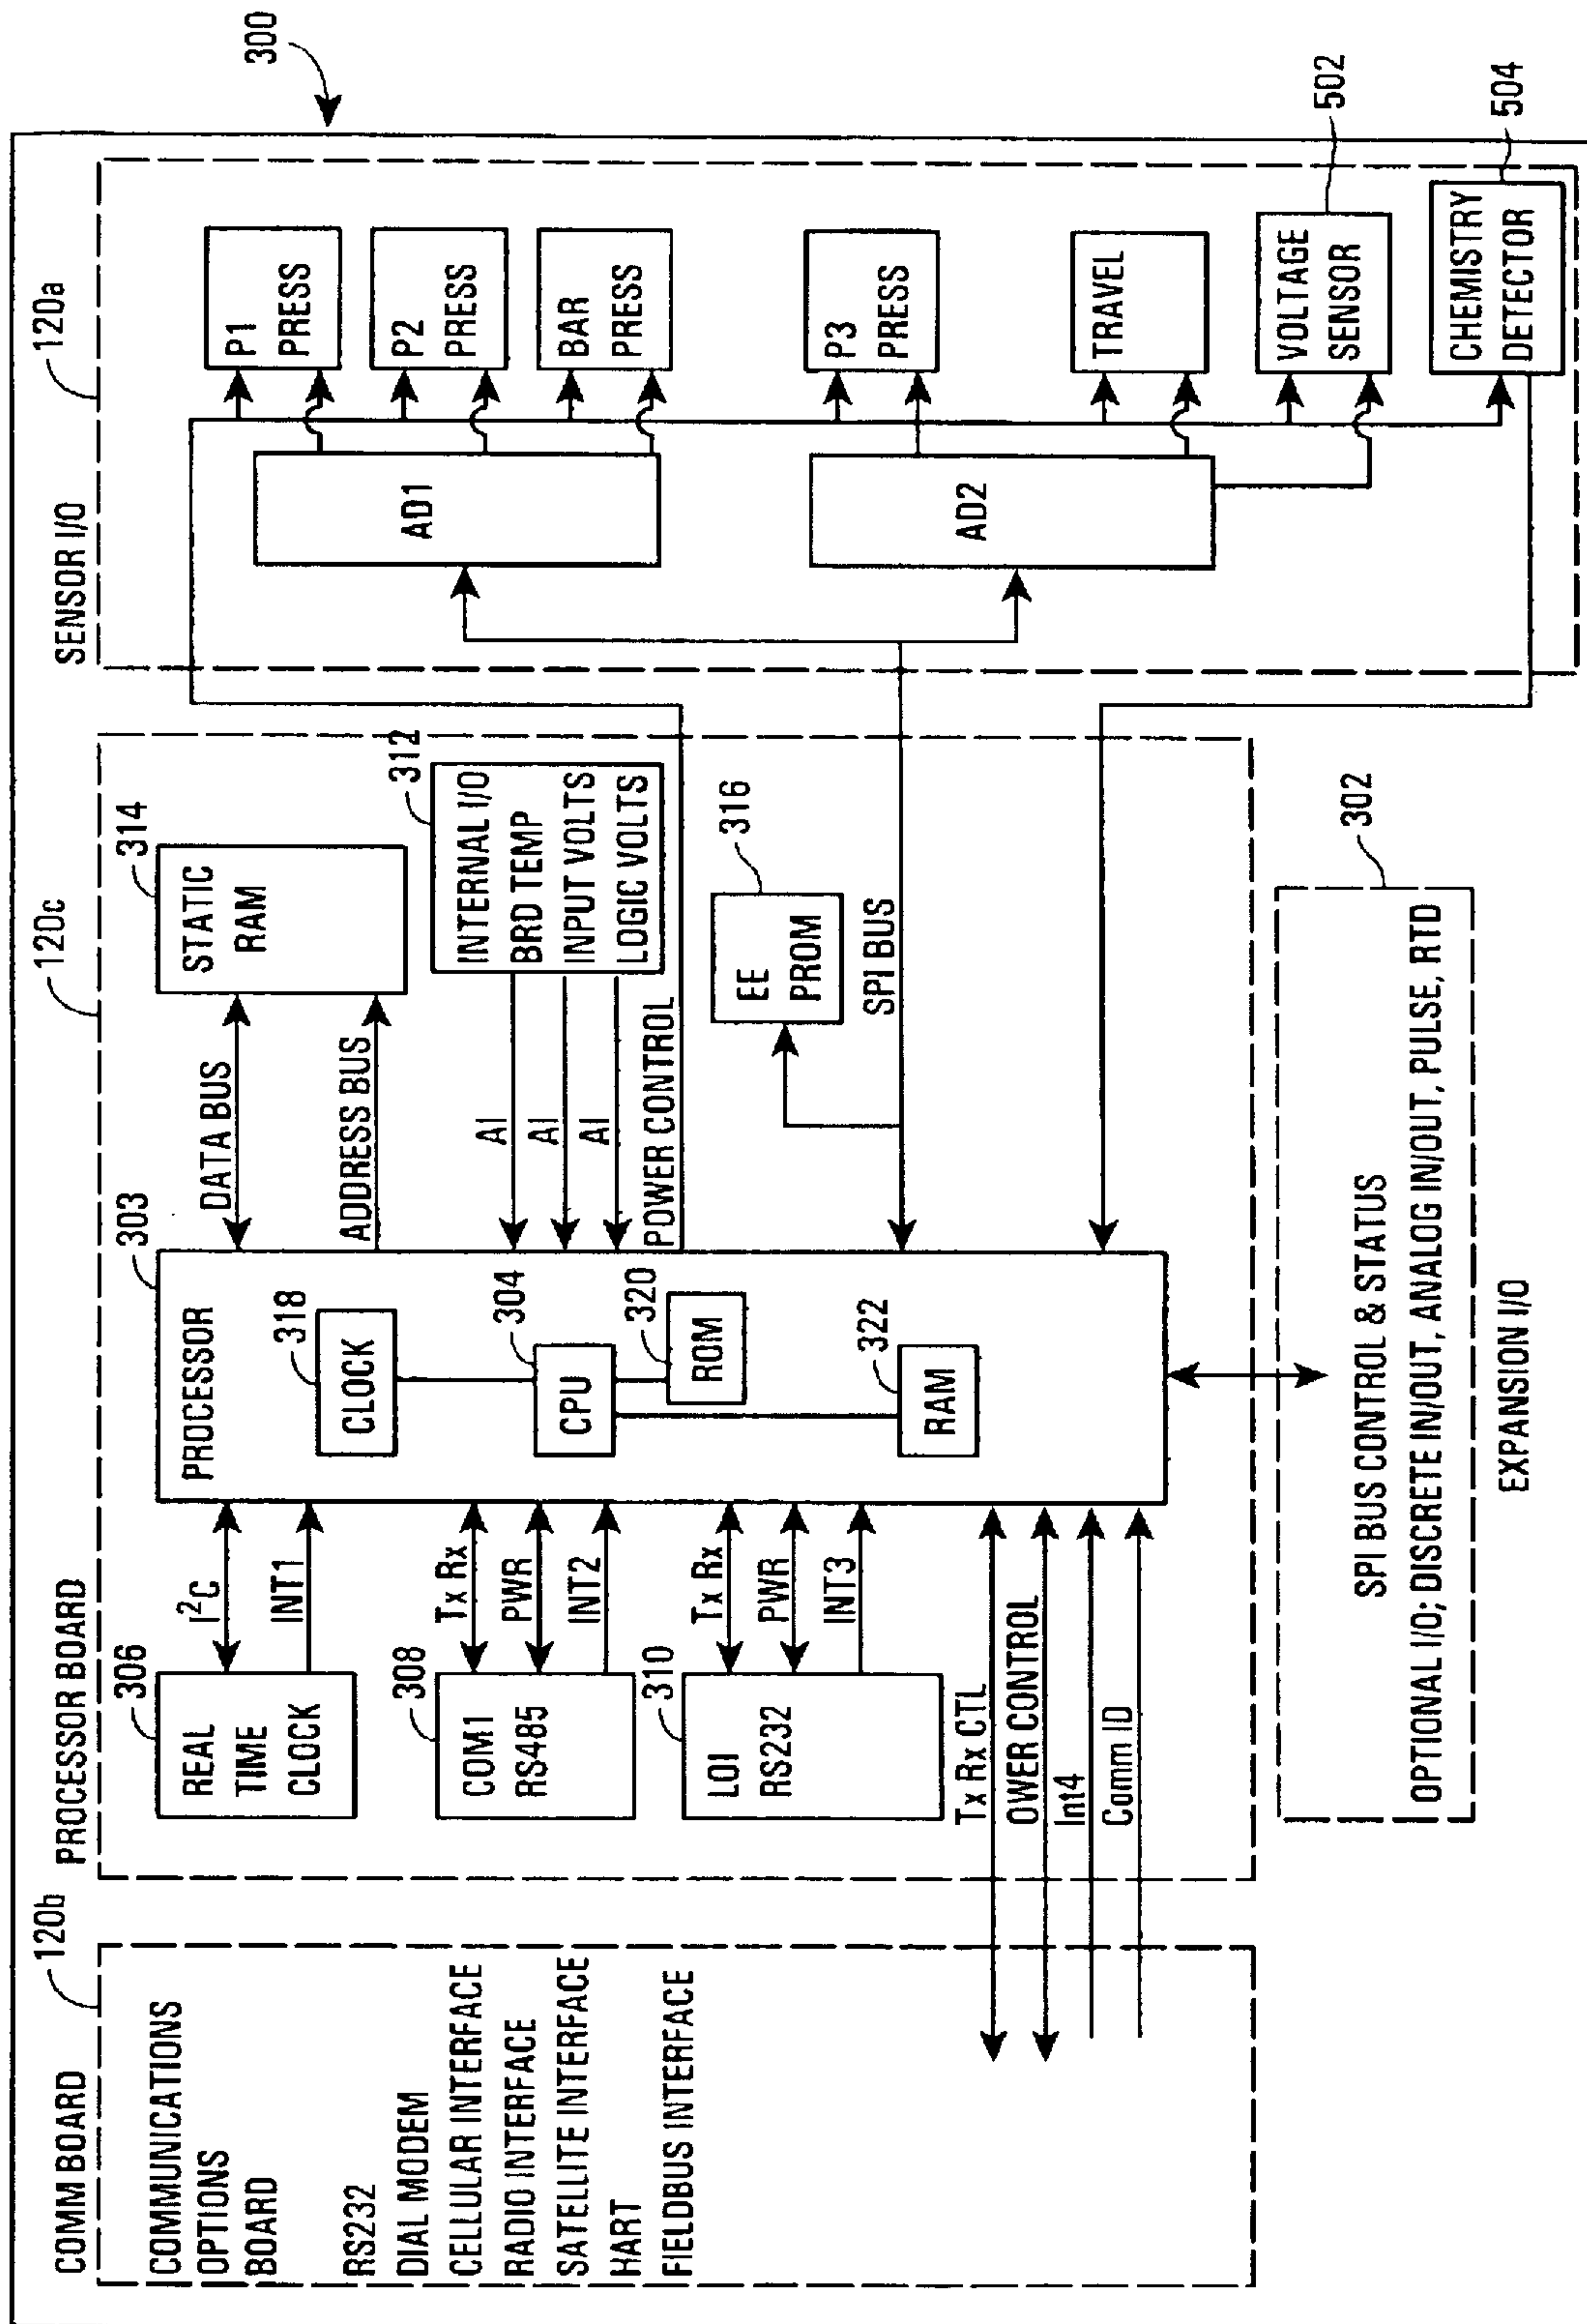 300
COMM BOARD
120b
COMMUNICATIONS
OPTIONS
BOARD
RS232
DIAL MODEM
CELLULAR INTERFACE
RADIO INTERFACE
SATELLITE INTERFACE
HART
FIELDBUS INTERFACE
Tx Rx CTL
OWER CONTROL
Int4
Comm ID
PROCESSOR BOARD
120c
306
REAL
TIME
CLOCK
I²C
INT1
308
COM1
RS485
Tx Rx
PWR
INT2
310
LOI
RS232
Tx Rx
PWR
INT3
303
PROCESSOR
318
CLOCK
304
CPU
320
ROM
322
RAM
DATA BUS
ADDRESS BUS
314
STATIC
RAM
312
INTERNAL I/O
BRD TEMP
INPUT VOLTS
LOGIC VOLTS
AI
AI
AI
POWER CONTROL
316
EE
PROM
SPI BUS
SENSOR I/O
120a
AD1
AD2
P1
PRESS
P2
PRESS
BAR
PRESS
P3
PRESS
TRAVEL
VOLTAGE
SENSOR
502
CHEMISTRY
DETECTOR
504
302
SPI BUS CONTROL & STATUS
OPTIONAL I/O; DISCRETE IN/OUT, ANALOG IN/OUT, PULSE, RTD
EXPANSION I/O